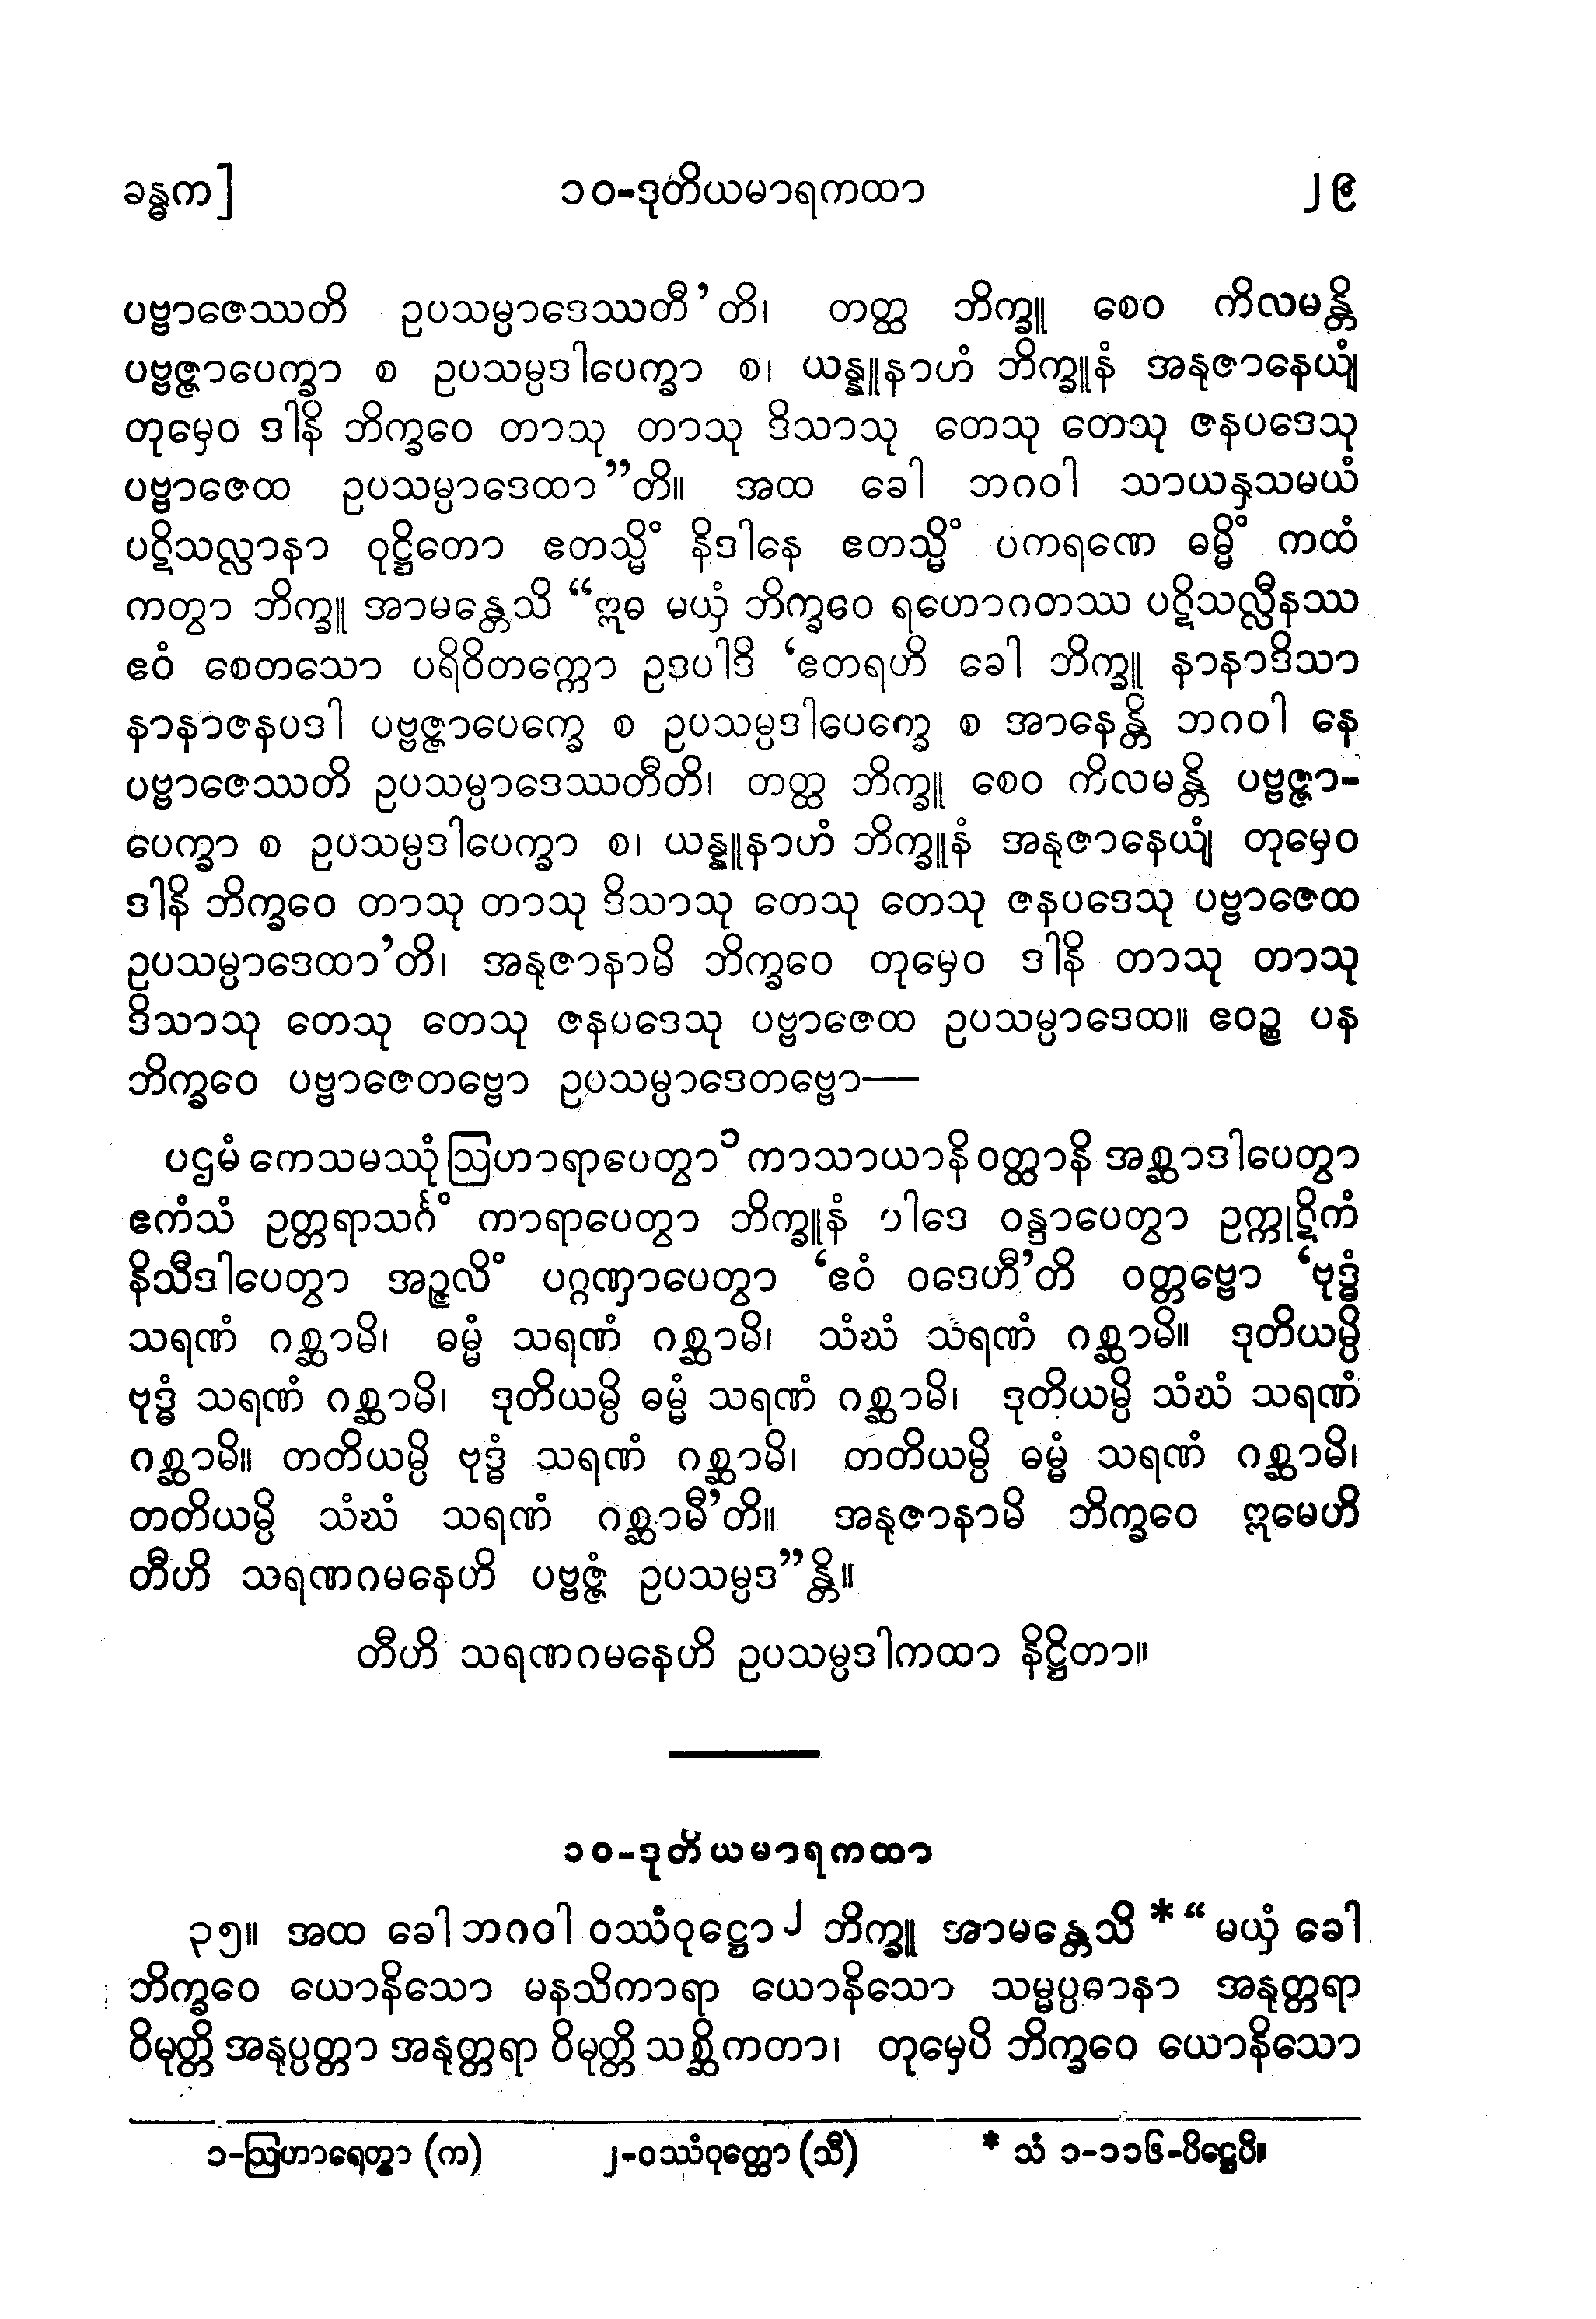 ခန္ဓက] ၁၀-ဒုတိယမာရကထာ ၂၉
ပဗ္ဗာဇေဿတိ ဥပသမ္ပာဒေဿတီ’တိ၊ တတ္ထ ဘိက္ခူ စေဝ ကိလမန္တိ
ပဗ္ဗဇ္ဇာပေက္ခာ စ ဥပသမ္ပဒါပေက္ခာ စ၊ ယန္နူနာဟံ ဘိက္ခူနံ အနုဇာနေယျံ
တုမှေဝ ဒါနိ ဘိက္ခဝေ တာသု တာသု ဒိသာသု တေသု တေသု ဇနပဒေသု
ပဗ္ဗာဇေထ ဥပသမ္ပာဒေထာ”တိ။ အထ ခေါ ဘဂဝါ သာယနှသမယံ
ပဋိသလ္လာနာ ဝုဋ္ဌိတော ဧတသ္မိံ နိဒါနေ ဧတသ္မိံ ပကရဏေ ဓမ္မိံ ကထံ
ကတွာ ဘိက္ခူ အာမန္တေသိ “ဣဓ မယှံ ဘိက္ခဝေ ရဟောဂတဿ ပဋိသလ္လီနဿ
ဧဝံ စေတသော ပရိဝိတက္ကော ဥဒပါဒိ ‘ဧတရဟိ ခေါ ဘိက္ခူ နာနာဒိသာ
နာနာဇနပဒါ ပဗ္ဗဇ္ဇာပေက္ခေ စ ဥပသမ္ပဒါပေက္ခေ စ အာနေန္တိ ဘဂဝါ နေ
ပဗ္ဗာဇေဿတိ ဥပသမ္ပာဒေဿတီတိ၊ တတ္ထ ဘိက္ခူ စေဝ ကိလမန္တိ ပဗ္ဗဇ္ဇာ-
ပေက္ခာ စ ဥပသမ္ပဒါပေက္ခာ စ၊ ယန္နူနာဟံ ဘိက္ခူနံ အနုဇာနေယျံ တုမှေဝ
ဒါနိ ဘိက္ခဝေ တာသု တာသု ဒိသာသု တေသု တေသု ဇနပဒေသု ပဗ္ဗာဇေထ
ဥပသမ္ပာဒေထာ’တိ၊ အနုဇာနာမိ ဘိက္ခဝေ တုမှေဝ ဒါနိ တာသု တာသု
ဒိသာသု တေသု တေသု ဇနပဒေသု ပဗ္ဗာဇေထ ဥပသမ္ပာဒေထ။ ဧဝဉ္စ ပန
ဘိက္ခဝေ ပဗ္ဗာဇေတဗ္ဗော ဥပသမ္ပာဒေတဗ္ဗော—
ပဌမံ ကေသမဿုံ ဩဟာရာပေတွာ၁ ကာသာယာနိ ဝတ္ထာနိ အစ္ဆာဒါပေတွာ
ဧကံသံ ဥတ္တရာသင်္ဂံ ကာရာပေတွာ ဘိက္ခူနံ ပါဒေ ဝန္ဒာပေတွာ ဥက္ကုဋိကံ
နိသီဒါပေတွာ အဉ္ဇလိံ ပဂ္ဂဏှာပေတွာ ‘ဧဝံ ဝဒေဟီ’တိ ဝတ္တဗ္ဗော ‘ဗုဒ္ဓံ
သရဏံ ဂစ္ဆာမိ၊ ဓမ္မံ သရဏံ ဂစ္ဆာမိ၊ သံဃံ သရဏံ ဂစ္ဆာမိ။ ဒုတိယမ္ပိ
ဗုဒ္ဓံ သရဏံ ဂစ္ဆာမိ၊ ဒုတိယမ္ပိ ဓမ္မံ သရဏံ ဂစ္ဆာမိ၊ ဒုတိယမ္ပိ သံဃံ သရဏံ
ဂစ္ဆာမိ။ တတိယမ္ပိ ဗုဒ္ဓံ သရဏံ ဂစ္ဆာမိ၊ တတိယမ္ပိ ဓမ္မံ သရဏံ ဂစ္ဆာမိ၊
တတိယမ္ပိ သံဃံ သရဏံ ဂစ္ဆာမီ’တိ။ အနုဇာနာမိ ဘိက္ခဝေ ဣမေဟိ
တီဟိ သရဏဂမနေဟိ ပဗ္ဗဇ္ဇံ ဥပသမ္ပဒ”န္တိ။
တီဟိ သရဏဂမနေဟိ ဥပသမ္ပဒါကထာ နိဋ္ဌိတာ။
၁၀-ဒုတိယမာရကထာ
၃၅။ အထ ခေါ ဘဂဝါ ဝဿံဝုဋ္ဌော၂ ဘိက္ခူ အာမန္တေသိ * “မယှံ ခေါ
ဘိက္ခဝေ ယောနိသော မနသိကာရာ ယောနိသော သမ္မပ္ပဓာနာ အနုတ္တရာ
ဝိမုတ္တိ အနုပ္ပတ္တာ အနုတ္တရာ ဝိမုတ္တိ သစ္ဆိကတာ၊ တုမှေပိ ဘိက္ခဝေ ယောနိသော
၁-ဩဟာရေတွာ (က) ၂-ဝဿံဝုတ္ထော (သီ) * သံ ၁-၁၁၆-ပိဋ္ဌေပိ။